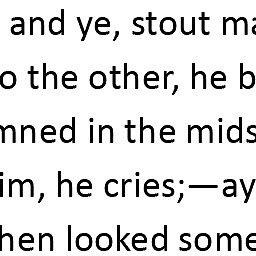 and ye, stout ma
o the other, he b
mned in the mids
im, he cries;—ay
hen looked some